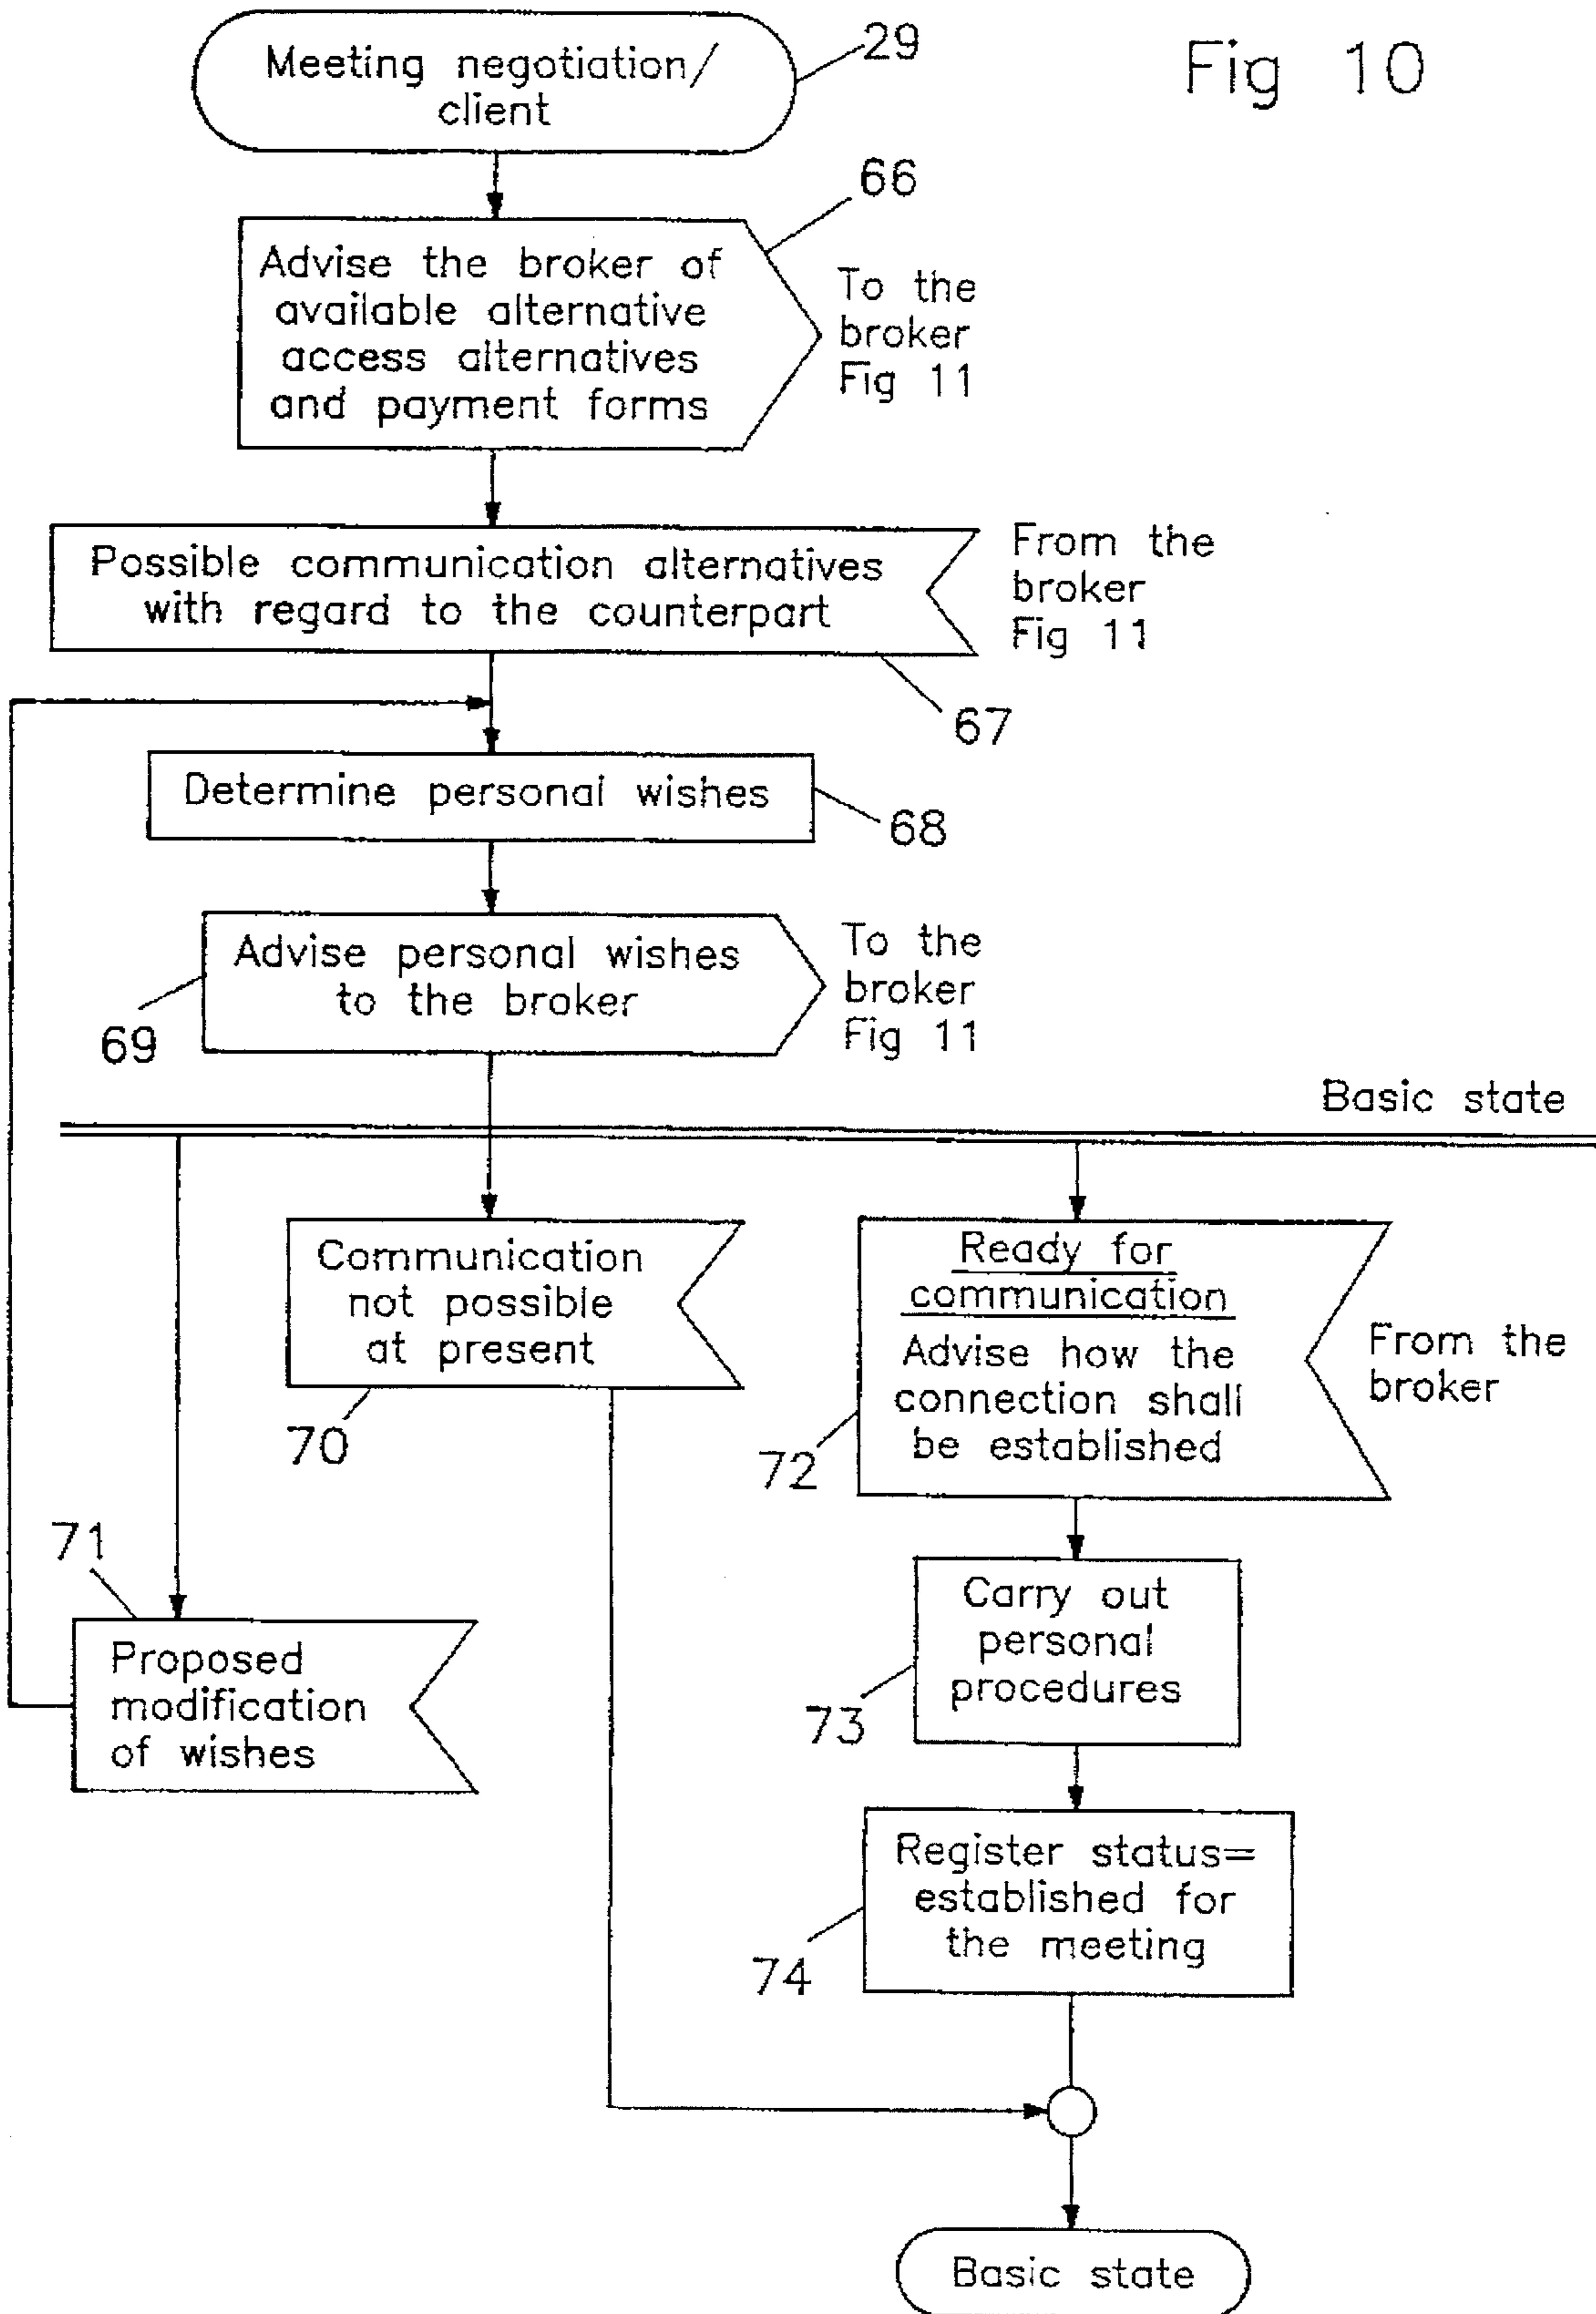 Fig 10
Meeting negotiation/
client
29
66
Advise the broker of
available alternative
access alternatives
and payment forms
To the
broker
Fig 11
Possible communication alternatives
with regard to the counterpart
From the
broker
Fig 11
67
Determine personal wishes
68
Advise personal wishes
to the broker
To the
broker
Fig 11
69
Basic state
Communication
not possible
at present
70
Ready for
communication
Advise how the
connection shall
be established
From the
broker
72
71
Proposed
modification
of wishes
Carry out
personal
procedures
73
Register status=
established for
the meeting
74
Basic state